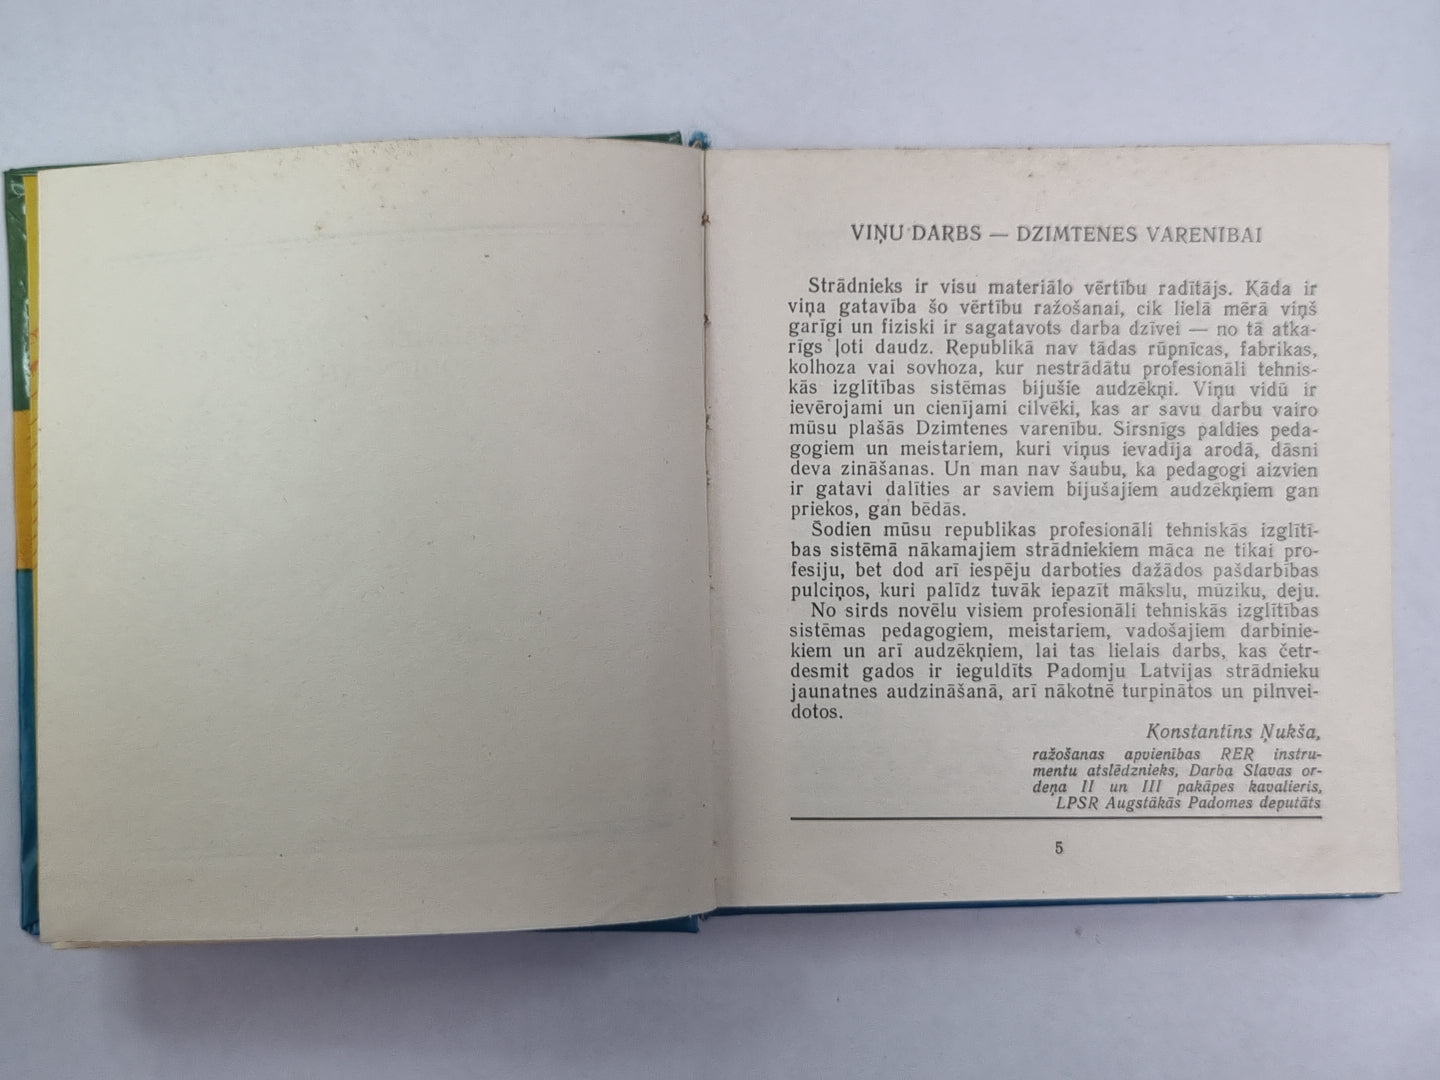 VIŅU DARBS — DZIMTENES VARENĪBAI
Strādnieks ir visu materiālo vērtību radītājs. Kāda ir
viņa gatavība šo vērtību ražošanai, cik lielā mērā viņš
garīgi un fiziski ir sagatavots darba dzīvei — no tā atka-
rīgs ļoti daudz. Republikā nav tādas rūpnīcas, fabrikas,
kolhoza vai sovhoza, kur nestrādātu profesionāli tehnis-
kās izglītības sistēmas bijušie audzēkņi. Viņu vidū ir
ievērojami un cienījami cilvēki, kas ar savu darbu vairo
mūsu plašās Dzimtenes varenību. Sirsnīgs paldies peda-
gogiem un meistariem, kuri viņus ievadīja arodā, dāsni
deva zināšanas. Un man nav šaubu, ka pedagogi aizvien
ir gatavi dalīties ar saviem bijušajiem audzēkņiem gan
priekos, gan bēdās.
Šodien mūsu republikas profesionāli tehniskās izglītī-
bas sistēmā nākamajiem strādniekiem māca ne tikai pro-
fesiju, bet dod arī iespēju darboties dažādos pašdarbības
pulciņos, kuri palīdz tuvāk iepazīt mākslu, mūziku, deju.
No sirds novēlu visiem profesionāli tehniskās izglītības
sistēmas pedagogiem, meistariem, vadošajiem darbinie-
kiem un arī audzēkņiem, lai tas lielais darbs, kas četr-
desmit gados ir ieguldīts Padomju Latvijas strādnieku
jaunatnes audzināšanā, arī nākotnē turpinātos un pilnvei-
dotos.
Konstantīns Ņukša,
ražošanas apvienības RER instru-
mentu atslēdznieks, Darba Slavas or-
deņa II un III pakāpes kavalieris,
LPSR Augstākās Padomes deputāts
5